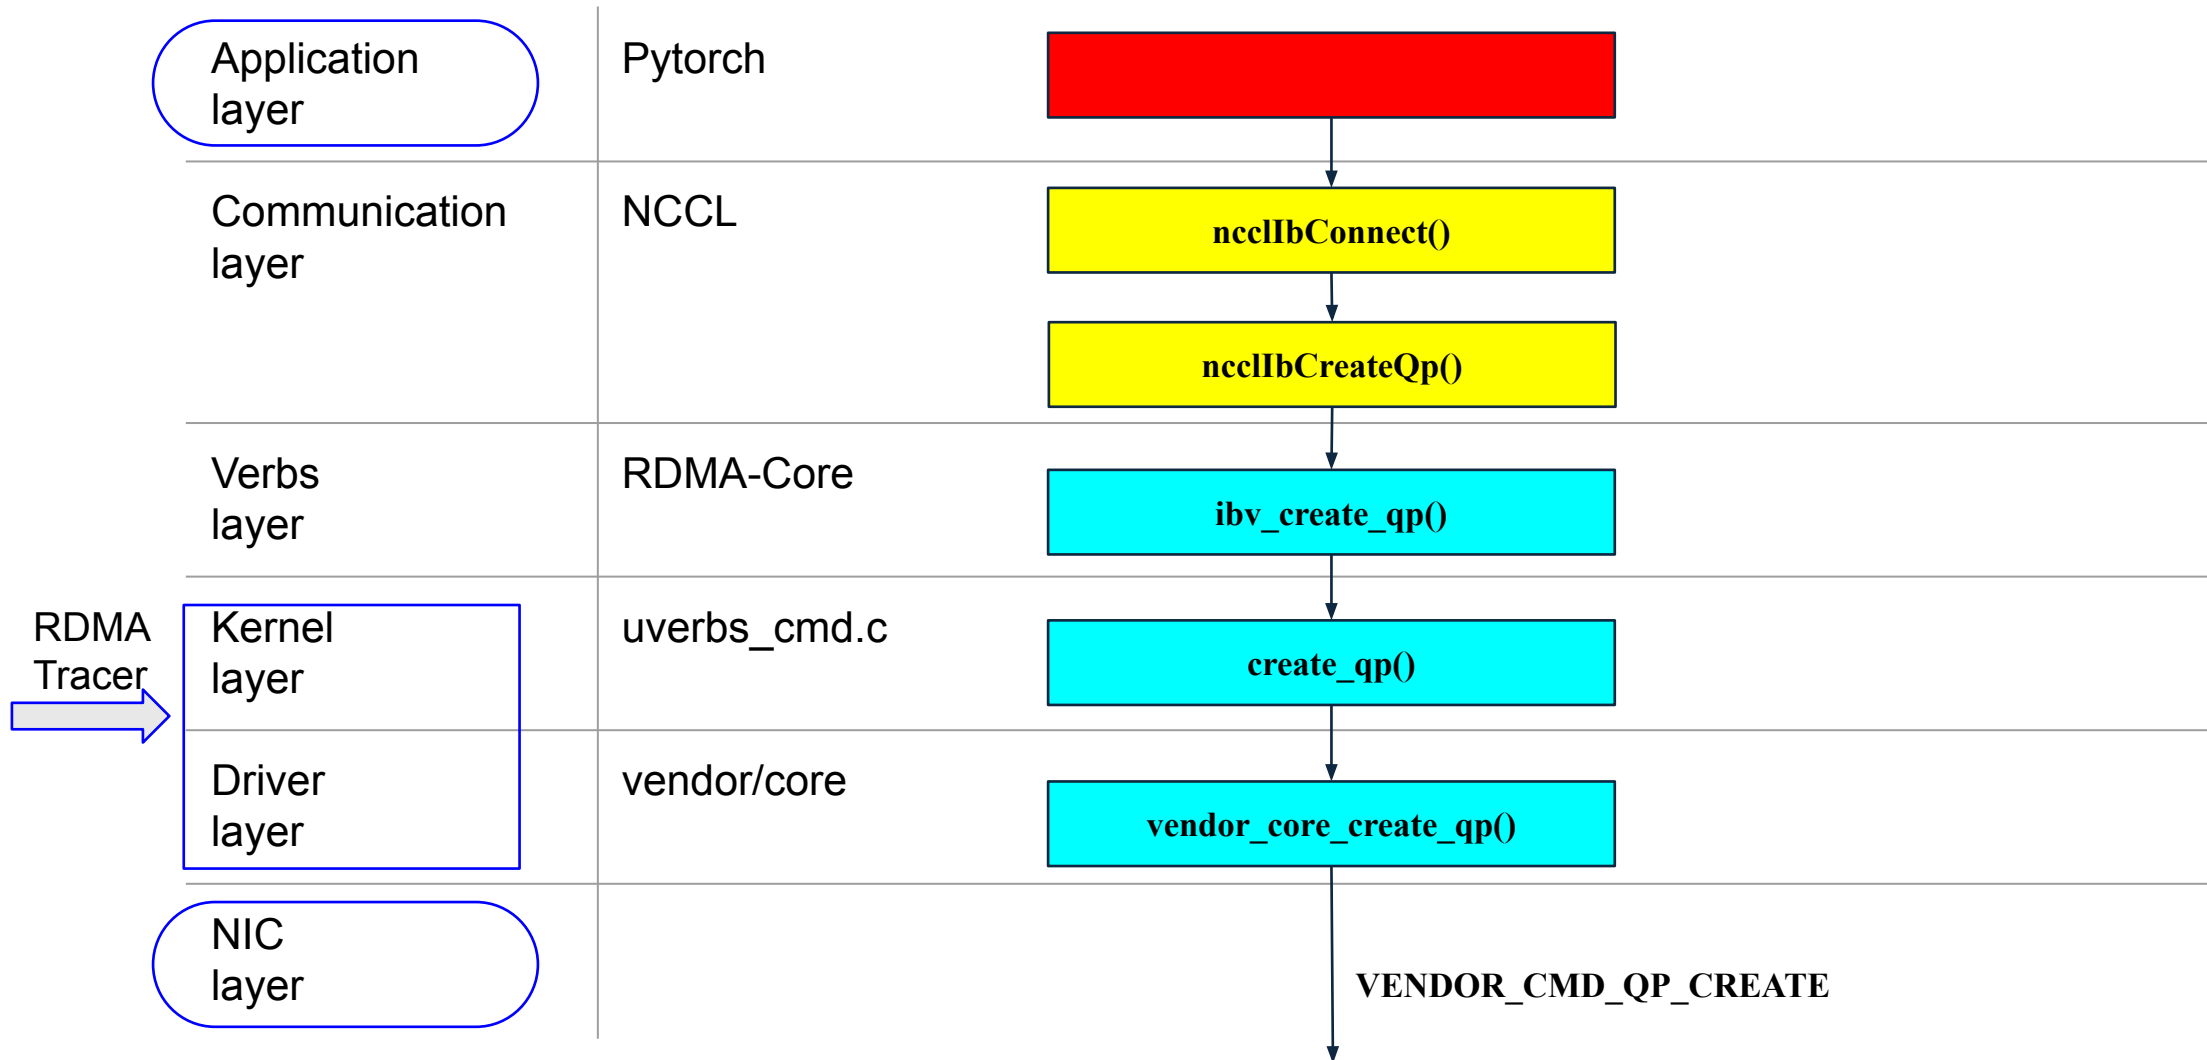 Application
layer
Pytorch
Communication
layer
NCCL
ncclIbConnect()
ncclIbCreateQp()
Verbs
layer
RDMA-Core
ibv_create_qp()
RDMA
Tracer
Kernel
layer
uverbs_cmd.c
create_qp()
Driver
layer
vendor/core
vendor_core_create_qp()
NIC
layer
VENDOR_CMD_QP_CREATE